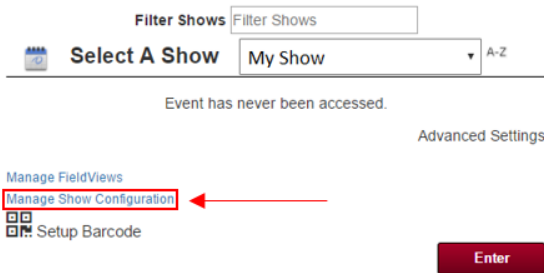 Filter Shows Filter Shows
Select A Show My Show A-Z
Event has never been accessed.
Advanced Settings
Manage FieldViews
Manage Show Configuration
Setup Barcode
Enter